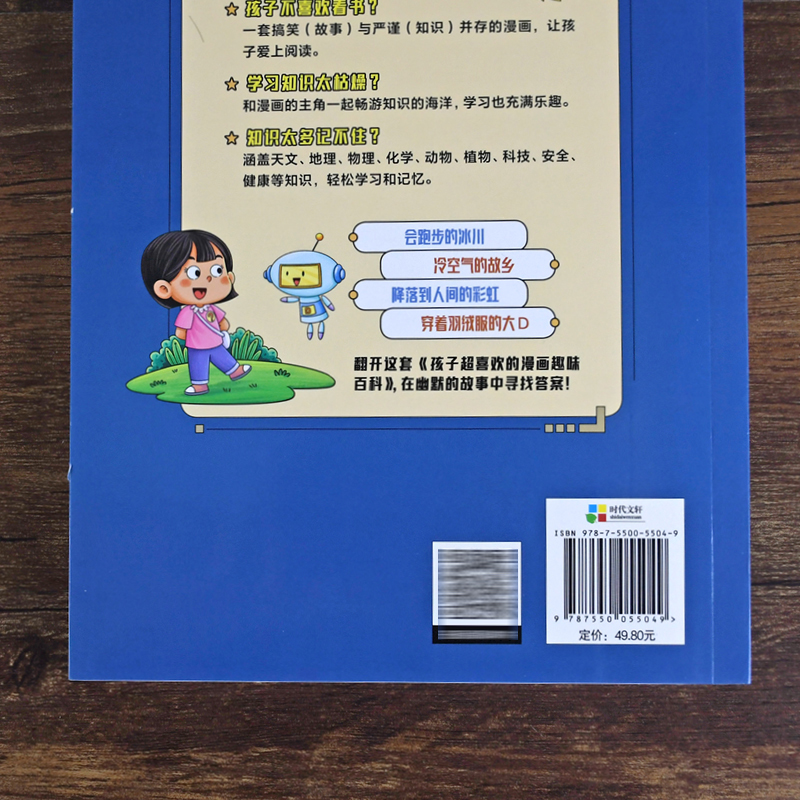 孩子不喜欢看书？
一套搞笑（故事）与严谨（知识）并存的漫画，让孩
子爱上阅读。
学习知识太枯燥？
和漫画的主角一起畅游知识的海洋，学习也充满乐趣。
知识太多记不住？
涵盖天文、地理、物理、化学、动物、植物、科技、安全、
健康等知识，轻松学习和记忆。
会跑步的冰川
冷空气的故乡
降落到人间的彩虹
穿着羽绒服的大D
翻开这套《孩子超喜欢的漫画趣味
百科》，在幽默的故事中寻找答案！
时代文轩
ISBN 978-7-5500-5504-9
9 787550 055049 >
定价：49.80元